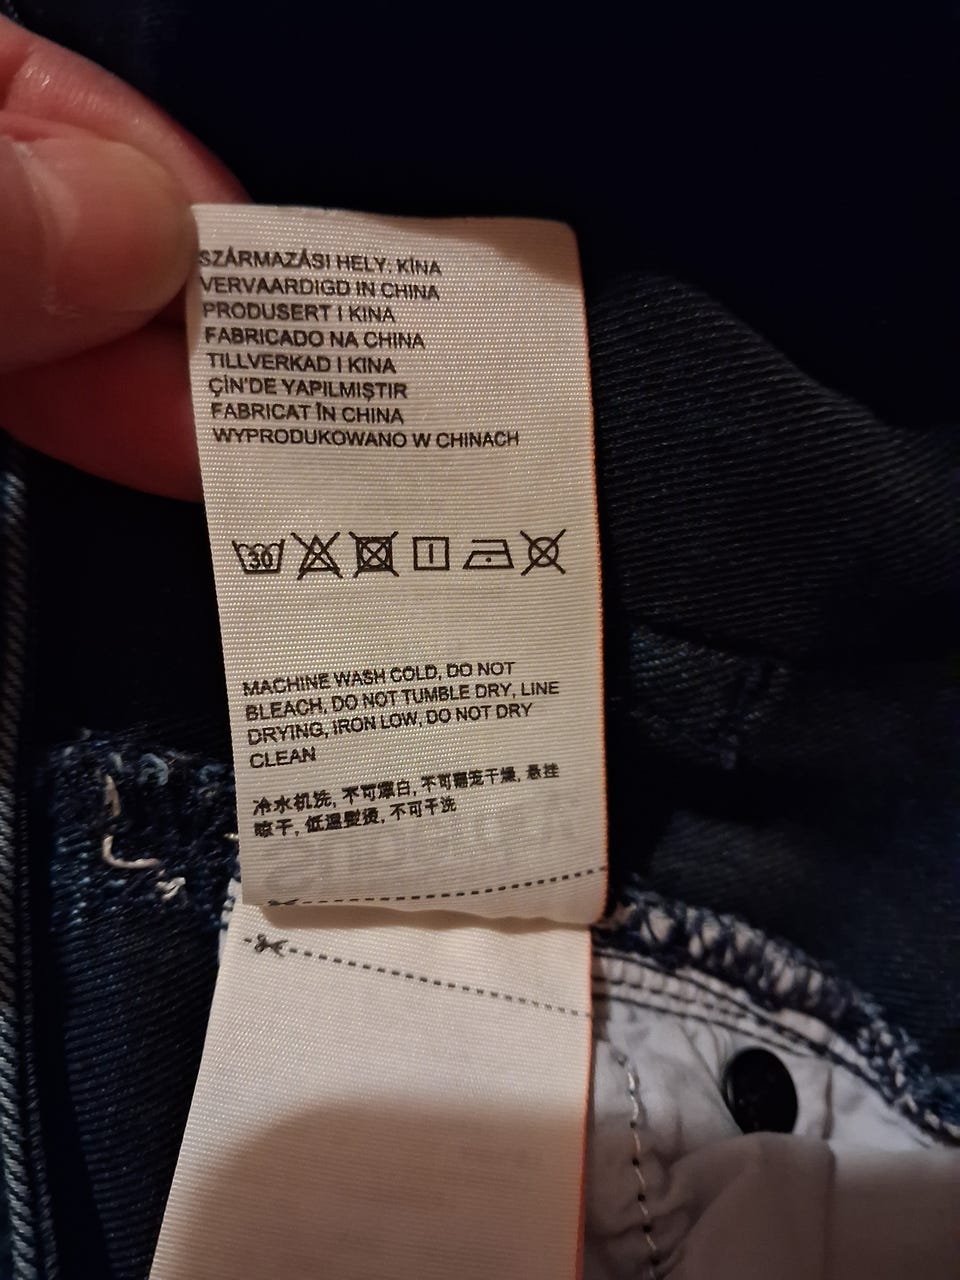 SZÁRMAZÁSI HELY: KÍNA
VERVAARDIGD IN CHINA
PRODUSERT I KINA
FABRICADO NA CHINA
TILLVERKAD I KINA
ÇİN'DE YAPILMIŞTIR
FABRICAT ÎN CHINA
WYPRODUKOWANO W CHINACH
30
MACHINE WASH COLD, DO NOT
BLEACH, DO NOT TUMBLE DRY, LINE
DRYING, IRON LOW, DO NOT DRY
CLEAN
冷水机洗, 不可漂白, 不可翻笼干燥, 悬挂
晾干, 低温熨烫, 不可干洗